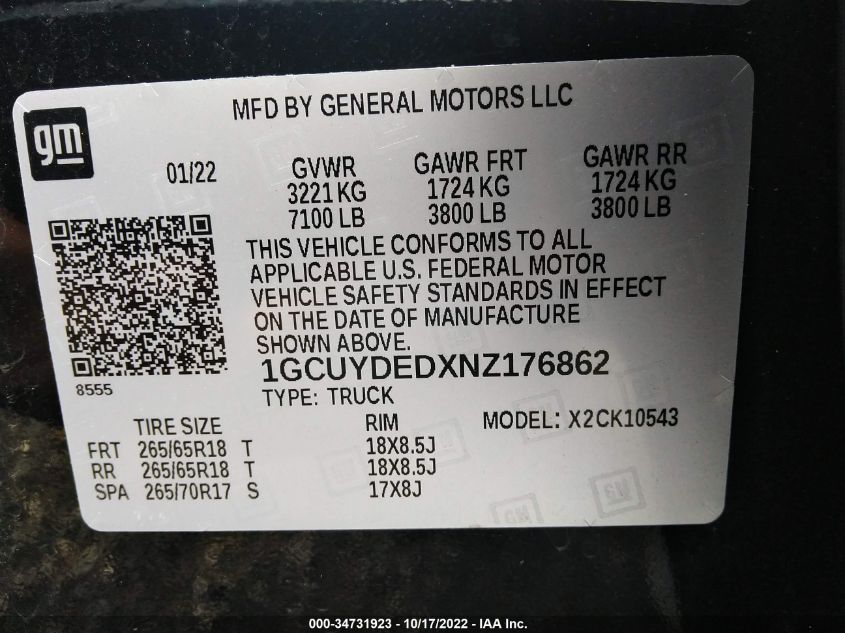 MFD BY GENERAL MOTORS LLC
gm
01/22
GVWR
3221 KG
7100 LB
GAWR FRT
1724 KG
3800 LB
GAWR RR
1724 KG
3800 LB
THIS VEHICLE CONFORMS TO ALL
APPLICABLE U.S. FEDERAL MOTOR
VEHICLE SAFETY STANDARDS IN EFFECT
ON THE DATE OF MANUFACTURE
SHOWN ABOVE.
8555
1GCUYDEDXNZ176862
TYPE: TRUCK
TIRE SIZE RIM MODEL: X2CK10543
FRT 265/65R18 T 18X8.5J
RR 265/65R18 T 18X8.5J
SPA 265/70R17 S 17X8J
GM GM
000-34731923 - 10/17/2022 - IAA Inc.